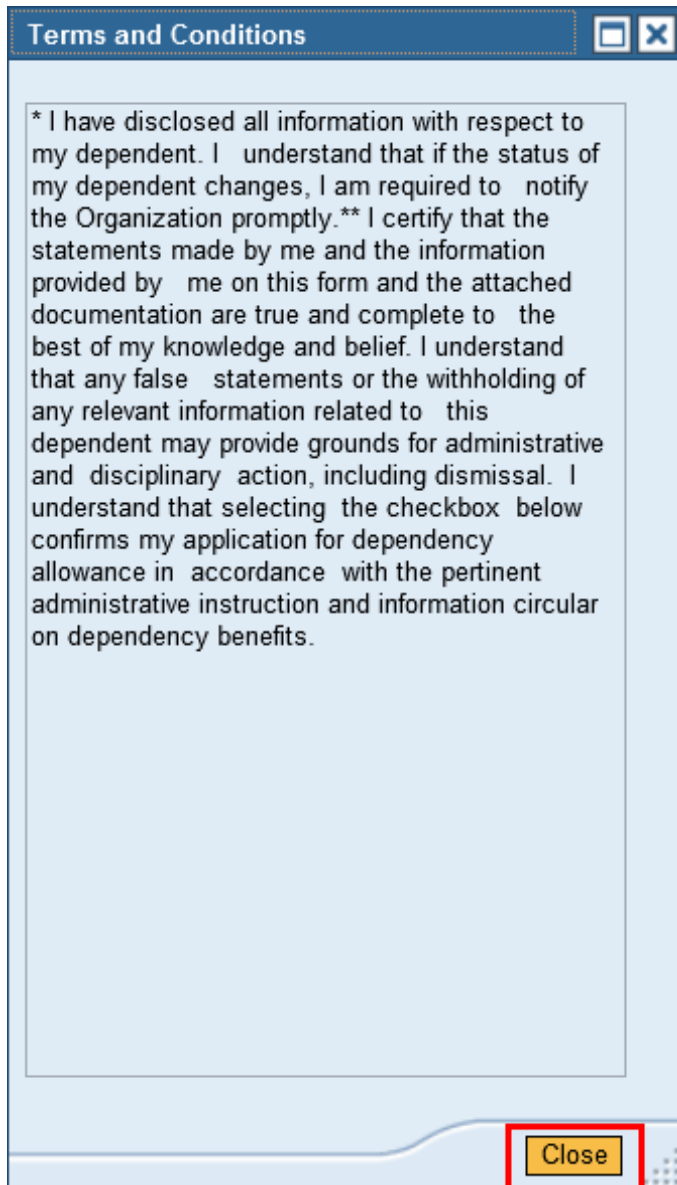 Terms and Conditions
* I have disclosed all information with respect to
my dependent. I   understand that if the status of
my dependent changes, I am required to   notify
the Organization promptly.** I certify that the
statements made by me and the information
provided by   me on this form and the attached
documentation are true and complete to   the
best of my knowledge and belief. I understand
that any false   statements or the withholding of
any relevant information related to   this
dependent may provide grounds for administrative
and  disciplinary  action, including dismissal.  I
understand that selecting  the checkbox  below
confirms my application for dependency
allowance in  accordance  with the pertinent
administrative instruction and information circular
on dependency benefits.
Close